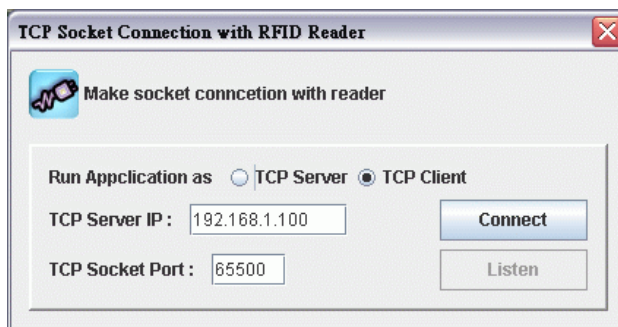 TCP Socket Connection with RFID Reader
Make socket conncetion with reader
Run Appclication as TCP Server TCP Client
TCP Server IP : 192.168.1.100 Connect
TCP Socket Port : 65500 Listen